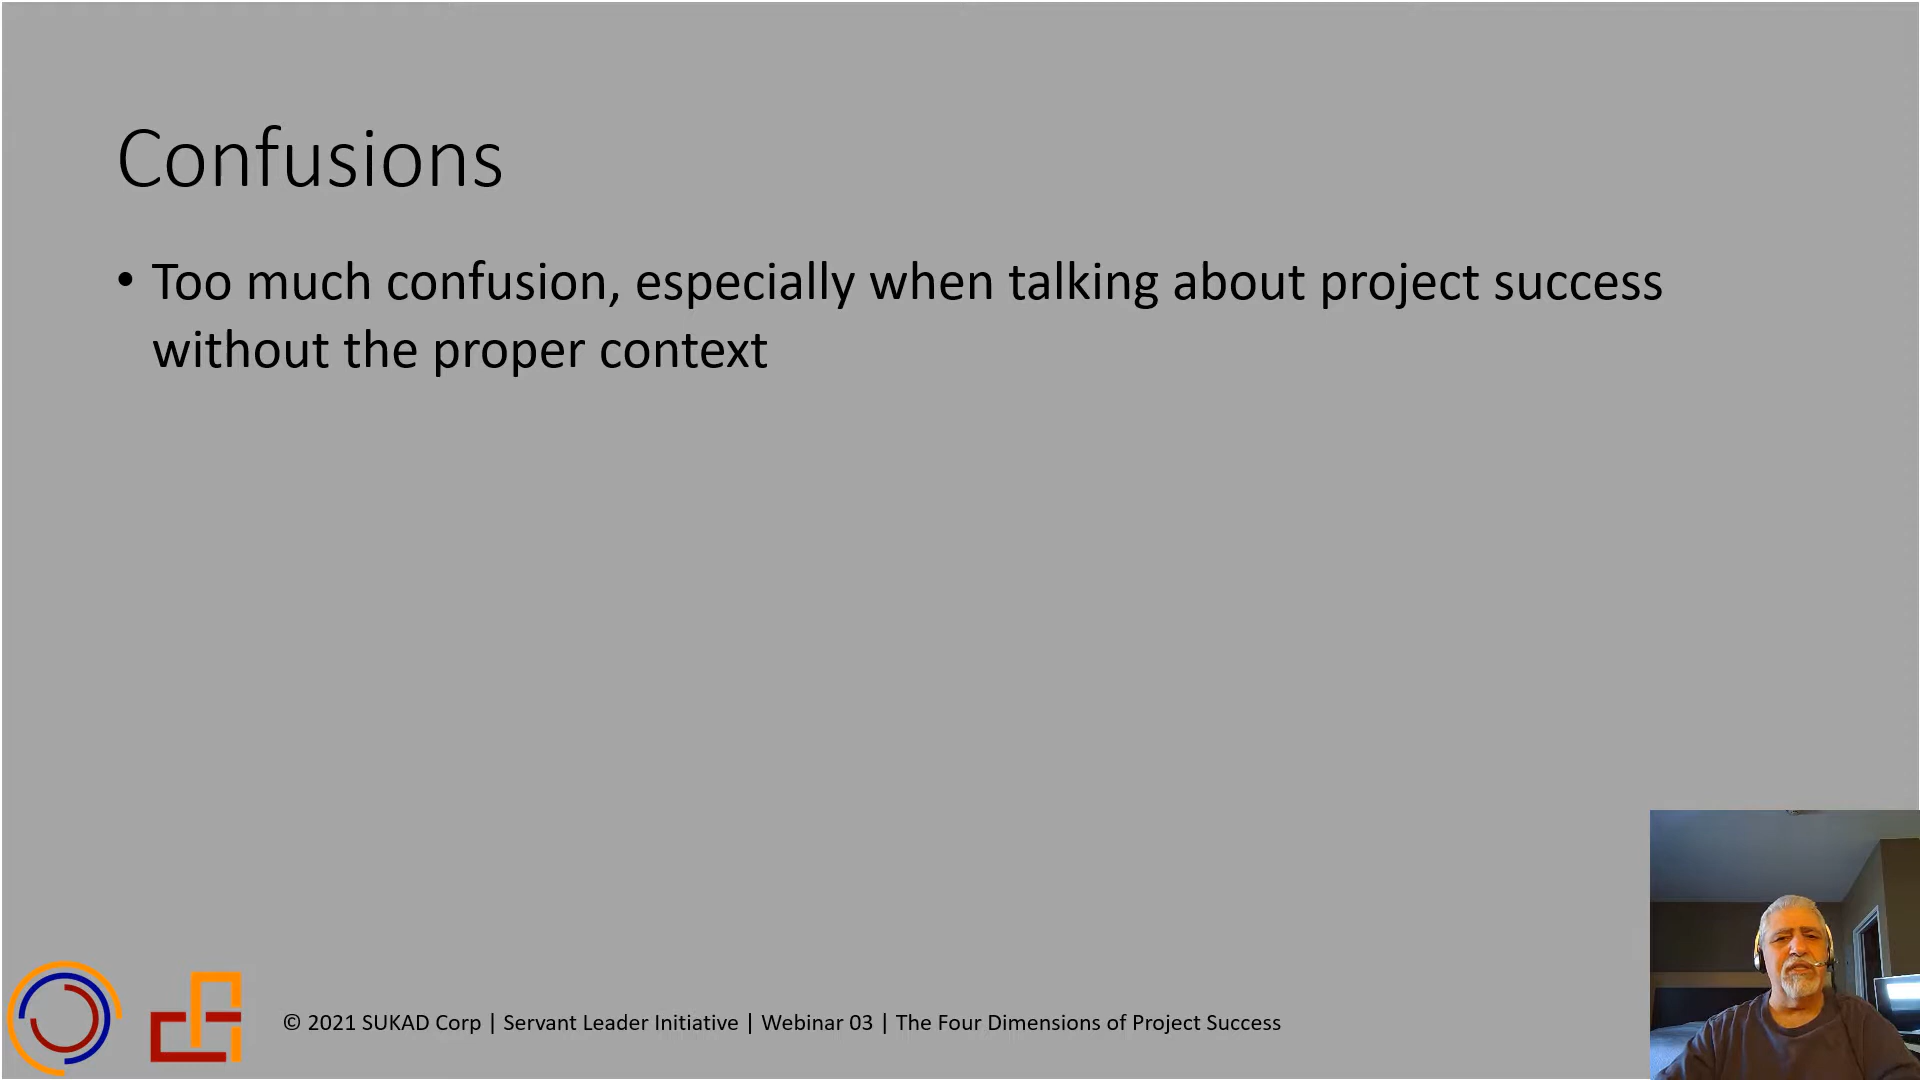 Confusions
• Too much confusion, especially when talking about project success
without the proper context
© 2021 SUKAD Corp | Servant Leader Initiative | Webinar 03 | The Four Dimensions of Project Success